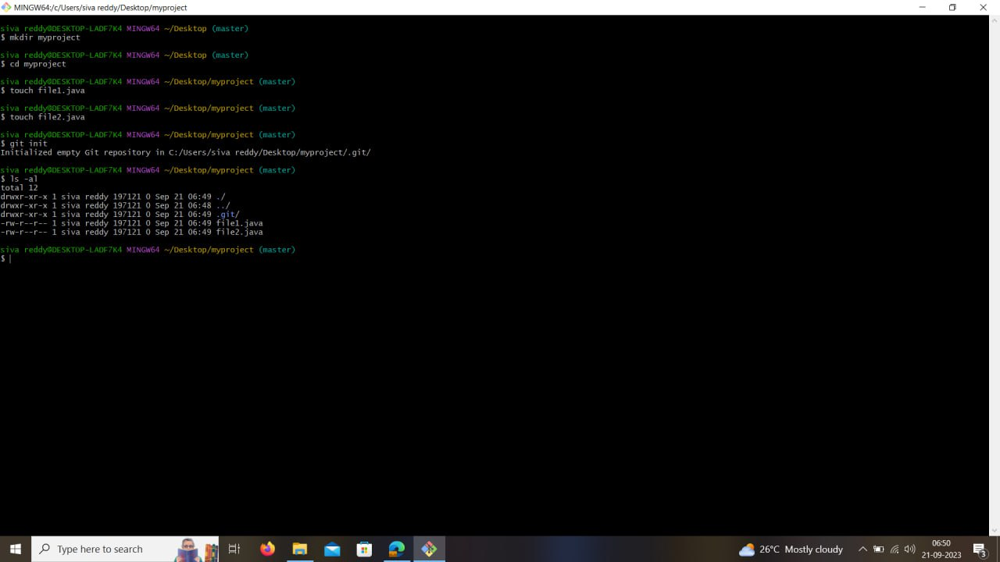 MINGW64:/c/Users/siva reddy/Desktop/myproject
siva reddy@DESKTOP-LADF7K4 MINGW64 ~/Desktop (master)
$ mkdir myproject
siva reddy@DESKTOP-LADF7K4 MINGW64 ~/Desktop (master)
$ cd myproject
siva reddy@DESKTOP-LADF7K4 MINGW64 ~/Desktop/myproject (master)
$ touch file1.java
siva reddy@DESKTOP-LADF7K4 MINGW64 ~/Desktop/myproject (master)
$ touch file2.java
siva reddy@DESKTOP-LADF7K4 MINGW64 ~/Desktop/myproject (master)
$ git init
Initialized empty Git repository in C:/Users/siva reddy/Desktop/myproject/.git/
siva reddy@DESKTOP-LADF7K4 MINGW64 ~/Desktop/myproject (master)
$ ls -al
total 12
drwxr-xr-x 1 siva reddy 197121 0 Sep 21 06:49 ./
drwxr-xr-x 1 siva reddy 197121 0 Sep 21 06:48 ../
drwxr-xr-x 1 siva reddy 197121 0 Sep 21 06:49 .git/
-rw-r--r-- 1 siva reddy 197121 0 Sep 21 06:49 file1.java
-rw-r--r-- 1 siva reddy 197121 0 Sep 21 06:49 file2.java
siva reddy@DESKTOP-LADF7K4 MINGW64 ~/Desktop/myproject (master)
$
Type here to search
26°C Mostly cloudy
06:50
21-09-2023
3